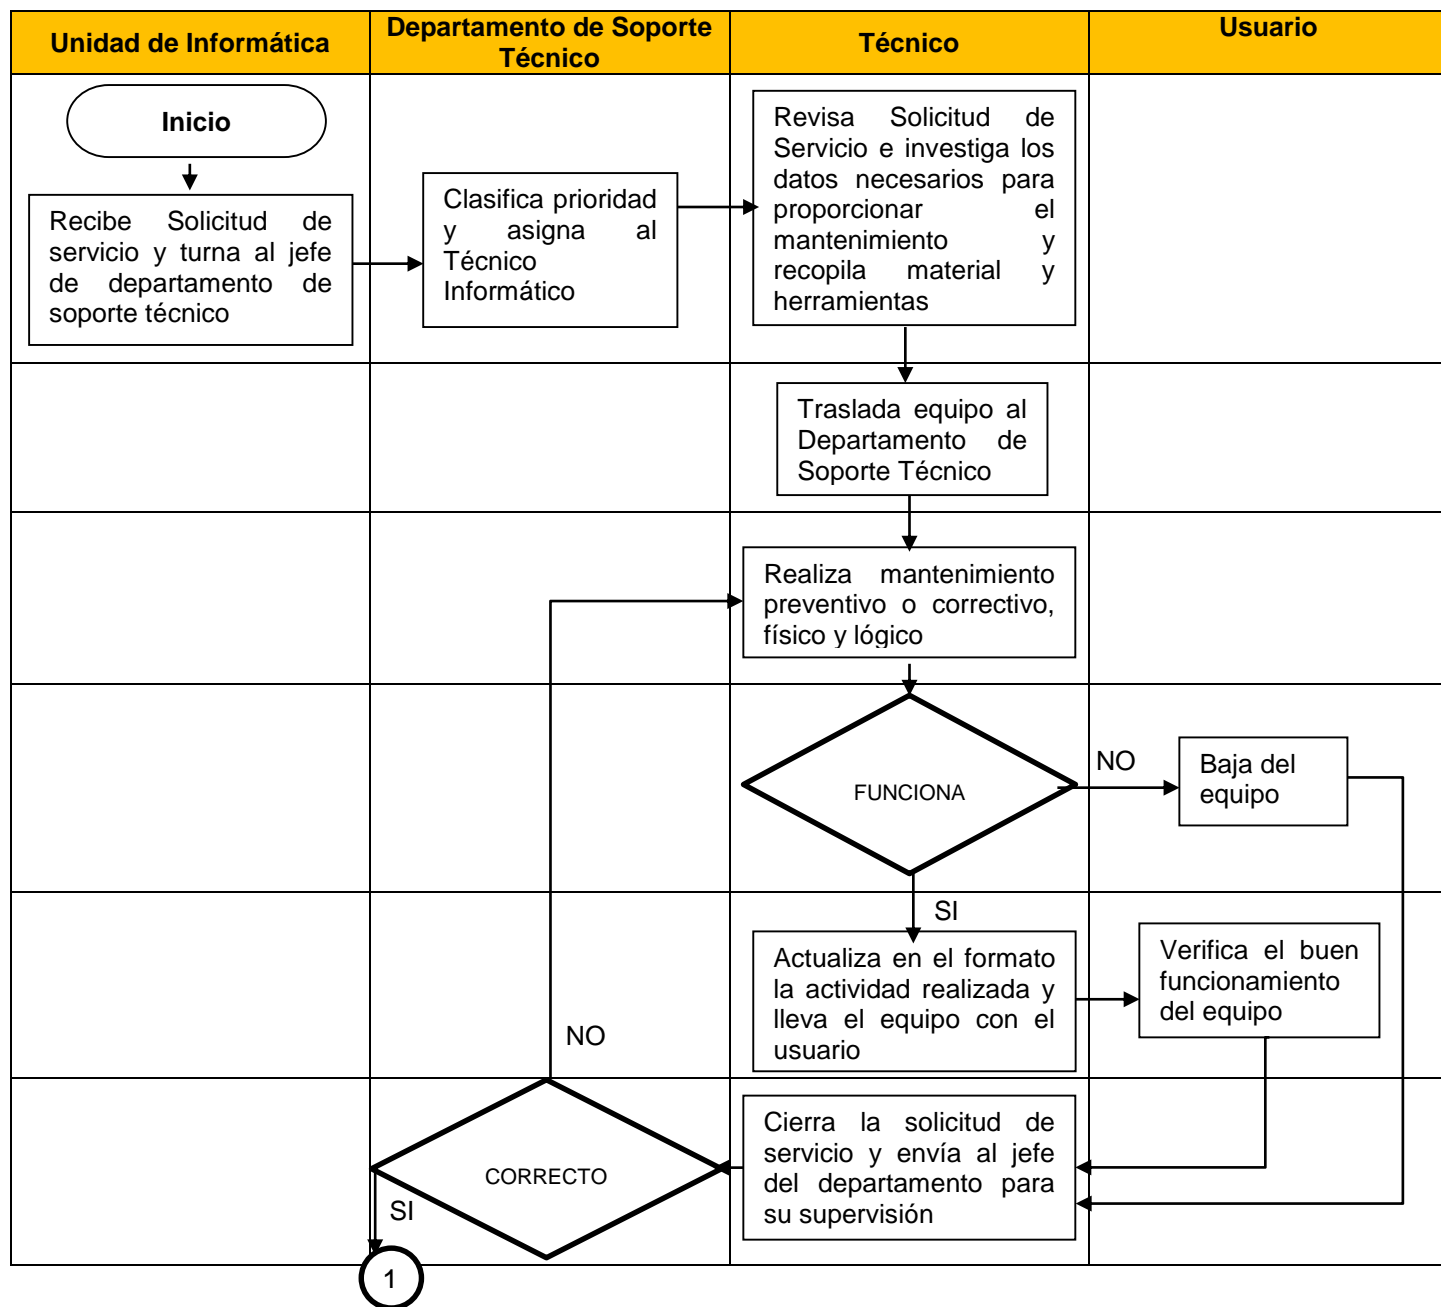 Unidad de Informática
Departamento de Soporte
Técnico
Técnico
Usuario
Inicio
Recibe Solicitud de
servicio y turna al jefe
de departamento de
soporte técnico
Clasifica prioridad
y asigna al
Técnico
Informático
Revisa Solicitud de
Servicio e investiga los
datos necesarios para
proporcionar el
mantenimiento y
recopila material y
herramientas
Traslada equipo al
Departamento de
Soporte Técnico
Realiza mantenimiento
preventivo o correctivo,
físico y lógico
FUNCIONA
NO
Baja del
equipo
SI
Actualiza en el formato
la actividad realizada y
lleva el equipo con el
usuario
Verifica el buen
funcionamiento
del equipo
NO
Cierra la solicitud de
servicio y envía al jefe
del departamento para
su supervisión
CORRECTO
SI
1